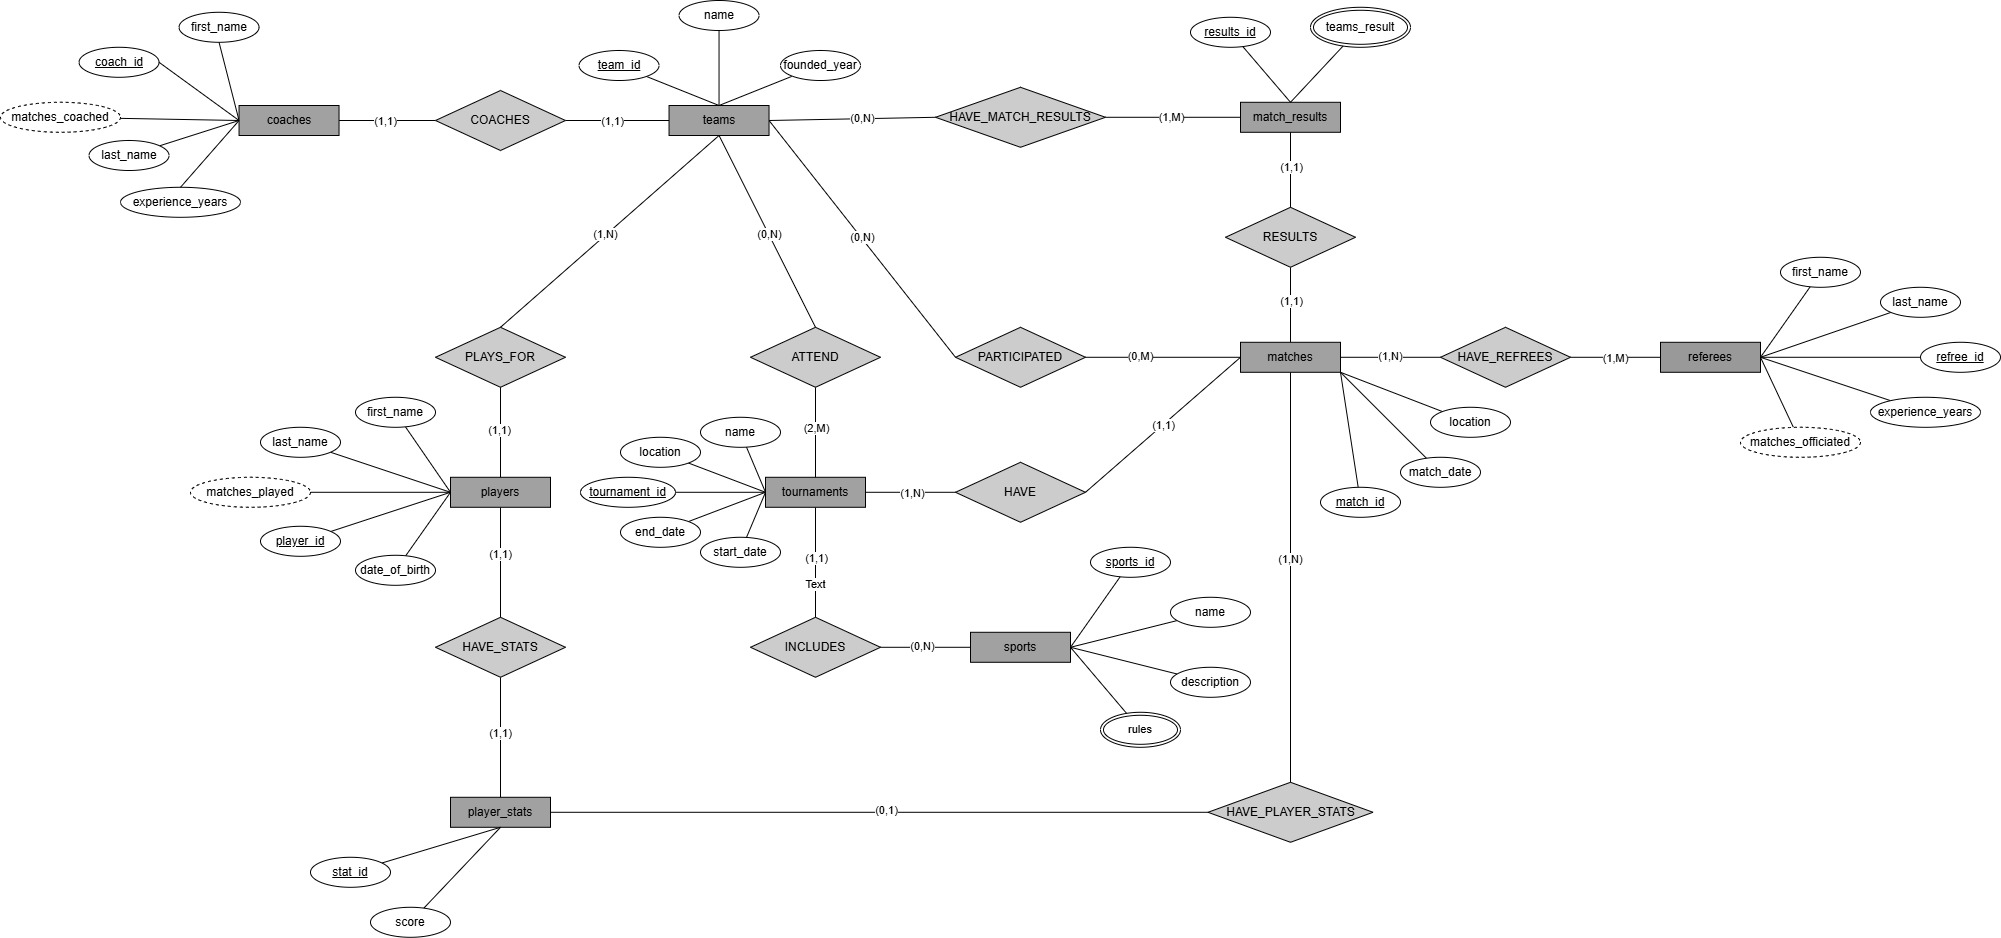 name
first_name
results_id
teams_result
coach_id
team_id
founded_year
matches_coached
coaches
(1,1)
COACHES
(1,1)
teams
(0,N)
HAVE_MATCH_RESULTS
(1,M)
match_results
last_name
(1,1)
experience_years
(1,N)
(0,N)
(0,N)
RESULTS
first_name
(1,1)
last_name
PLAYS_FOR
ATTEND
PARTICIPATED
(0,M)
matches
(1,N)
HAVE_REFREES
(1,M)
referees
refree_id
first_name
experience_years
location
last_name
(1,1)
name
(2,M)
(1,1)
matches_officiated
location
match_date
matches_played
players
tournament_id
tournaments
(1,N)
HAVE
match_id
player_id
end_date
start_date
(1,1)
(1,1)
(1,N)
sports_id
date_of_birth
Text
name
HAVE_STATS
INCLUDES
(0,N)
sports
description
rules
(1,1)
player_stats
(0,1)
HAVE_PLAYER_STATS
stat_id
score